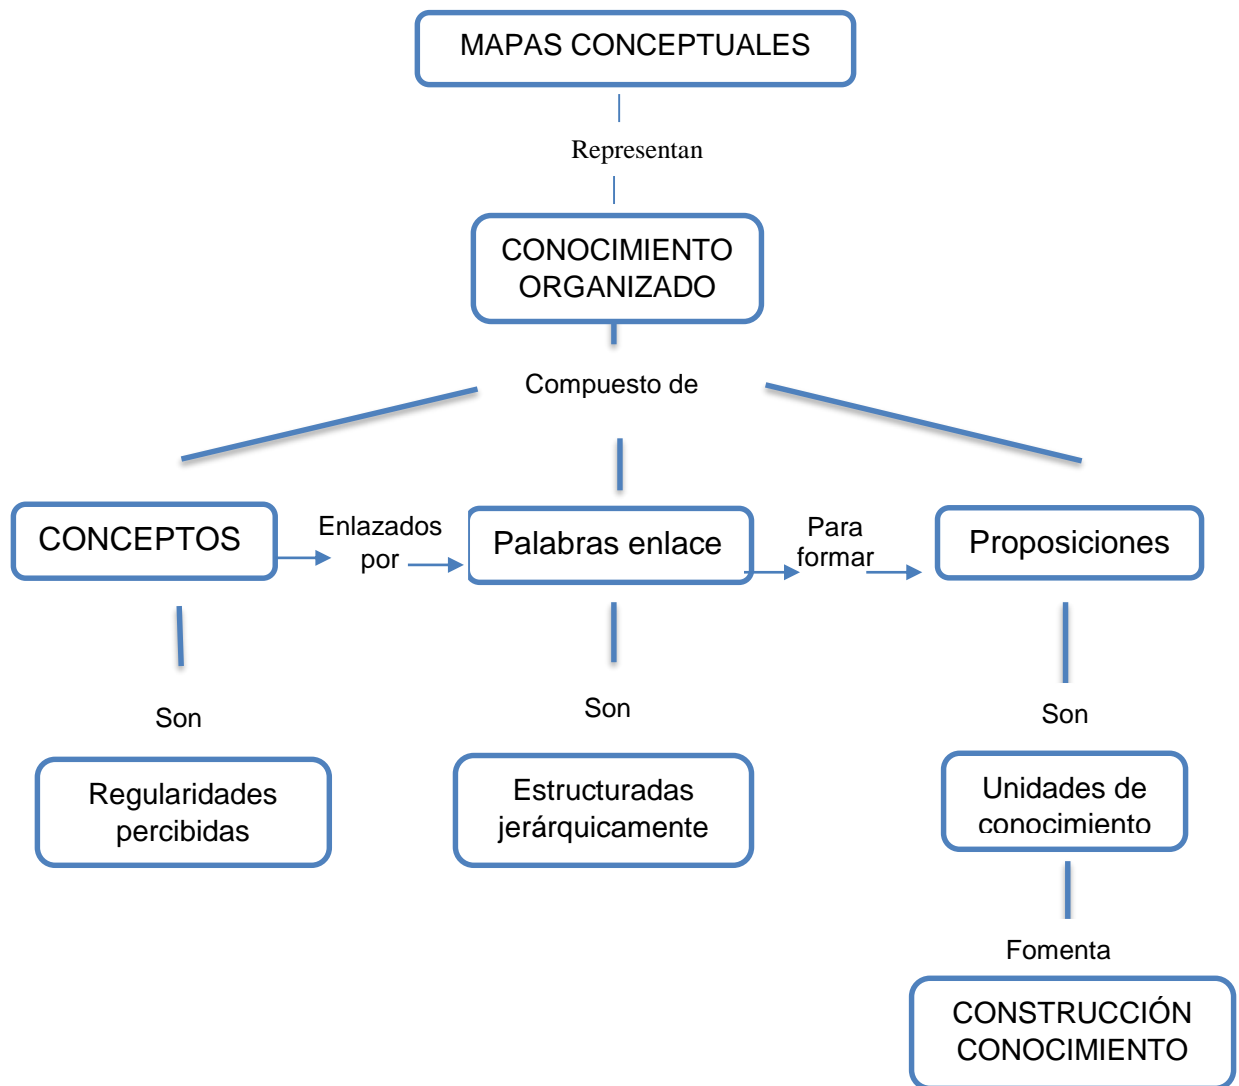 MAPAS CONCEPTUALES
Representan
CONOCIMIENTO
ORGANIZADO
Compuesto de
CONCEPTOS
Enlazados
por
Palabras enlace
Para
formar
Proposiciones
Son
Son
Son
Regularidades
percibidas
Estructuradas
jerárquicamente
Unidades de
conocimiento
Fomenta
CONSTRUCCIÓN
CONOCIMIENTO